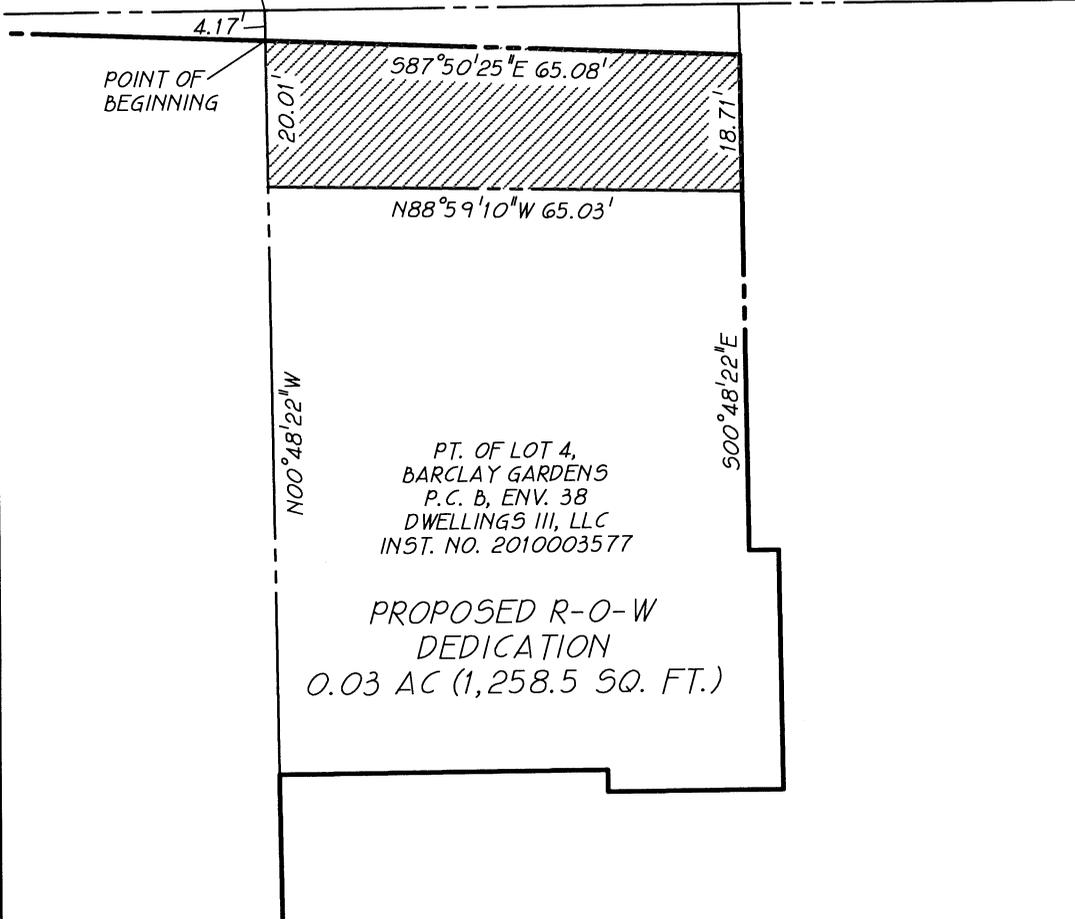 4.17'
POINT OF
BEGINNING
S87°50'25"E 65.08'
20.01'
18.71'
N88°59'10"W 65.03'
N00°48'22"W
S00°48'22"E
PT. OF LOT 4,
BARCLAY GARDENS
P.C. B, ENV. 38
DWELLINGS III, LLC
INST. NO. 2010003577
PROPOSED R-O-W
DEDICATION
0.03 AC (1,258.5 SQ. FT.)